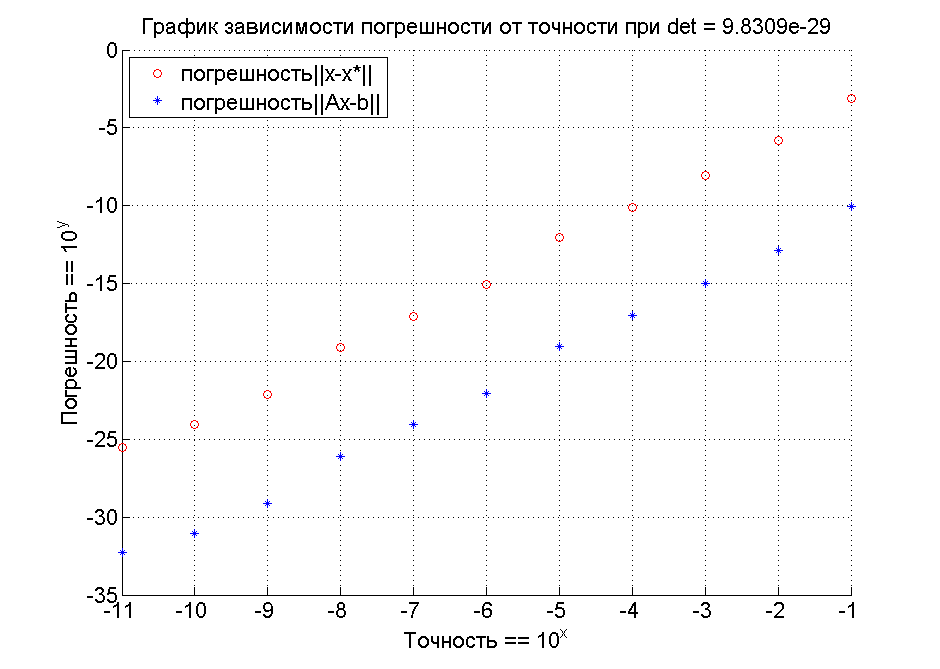 График зависимости погрешности от точности при det = 9.8309e-29
погрешность||x-x*||
погрешность||Ax-b||
0
-5
-10
-15
-20
-25
-30
-35
Погрешность == 10^y
-11 -10 -9 -8 -7 -6 -5 -4 -3 -2 -1
Точность == 10^x